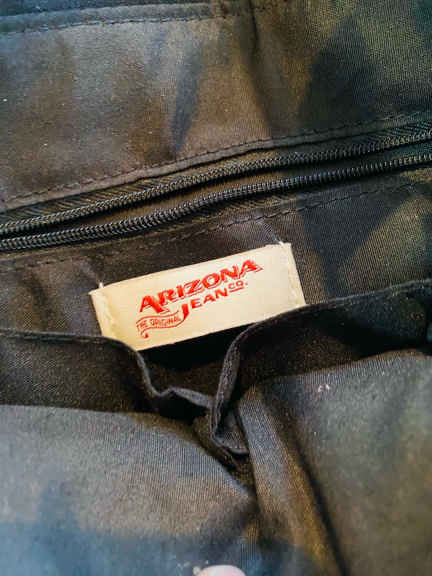 ARIZONA
THE ORIGINAL JEAN CO.